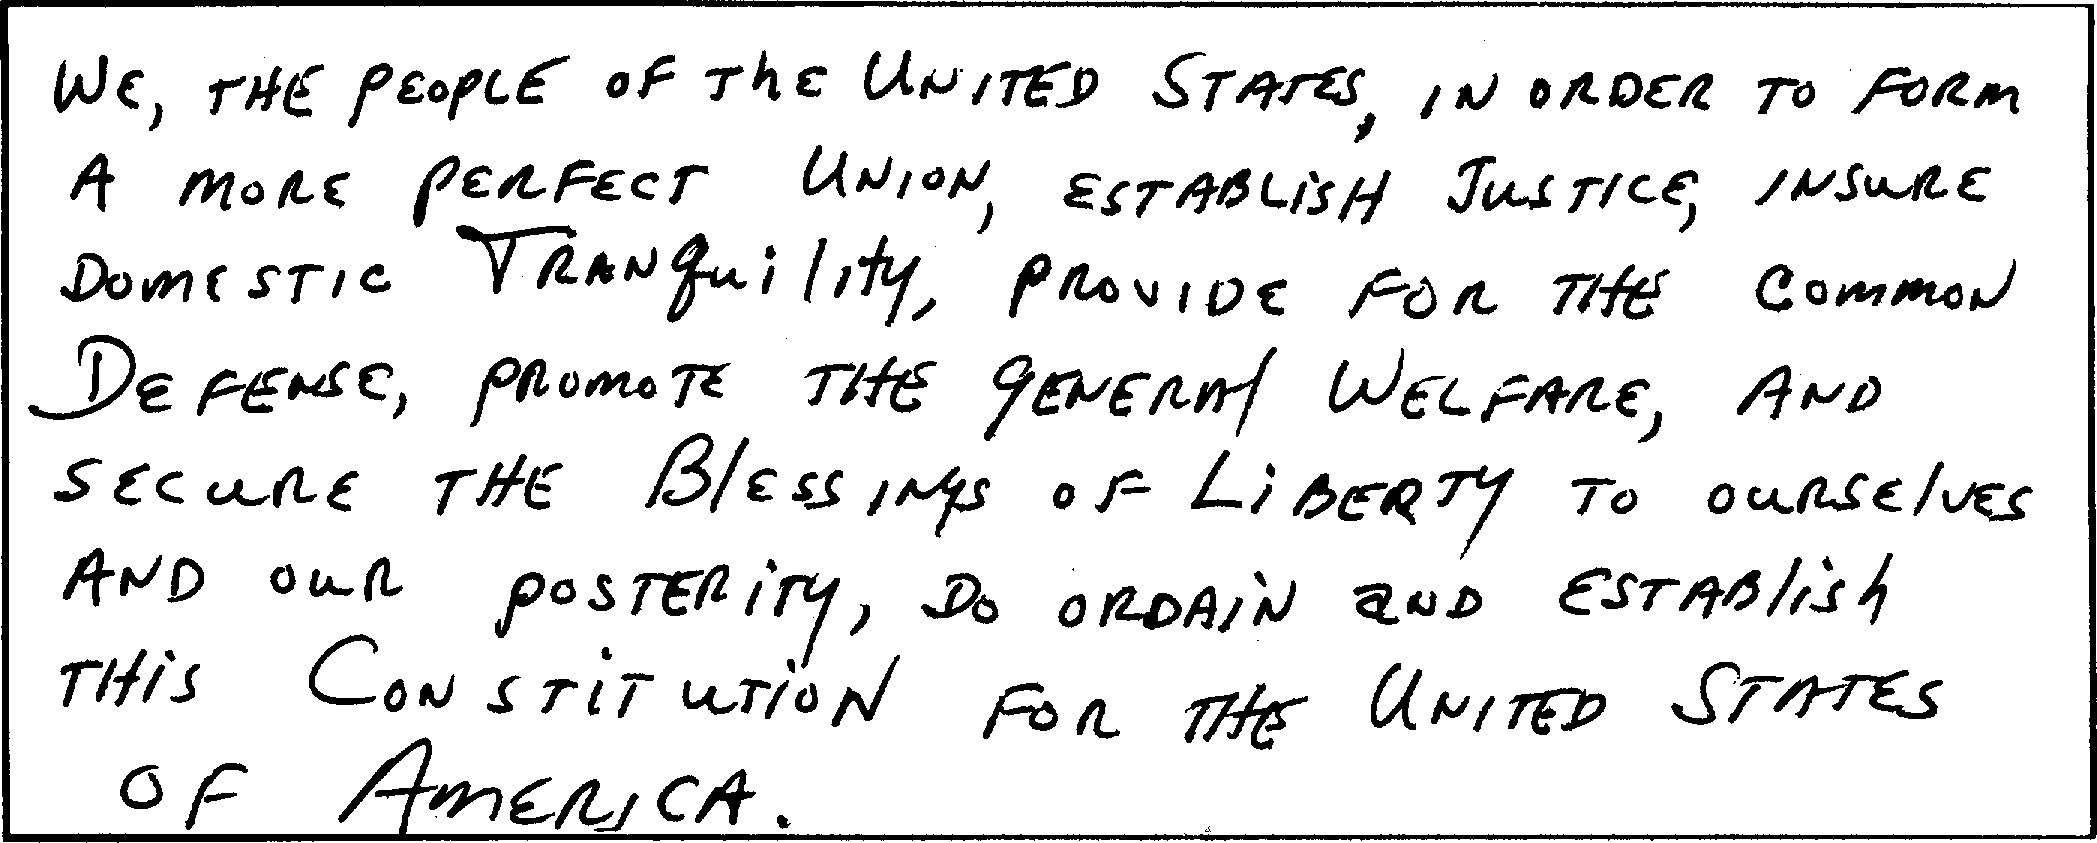 WE, THE PEOPLE OF The UNITED STATES, IN ORDER TO FORM
A MORE PERFECT UNION, ESTABLiSH JUSTICE, INSURE
DOMESTIC TRANquility, PROVIDE FOR THE COMMON
DEFENSE, PROMOTE THE GENERAl WELFARE, AND
SECURE THE BlESSINgS OF LiBERTY TO OURSElVES
AND OUR POSTERiTY, DO ORDAiN aND ESTABlish
THiS CONSTiTUTiON FOR THE UNITED STATES
OF AMERICA.